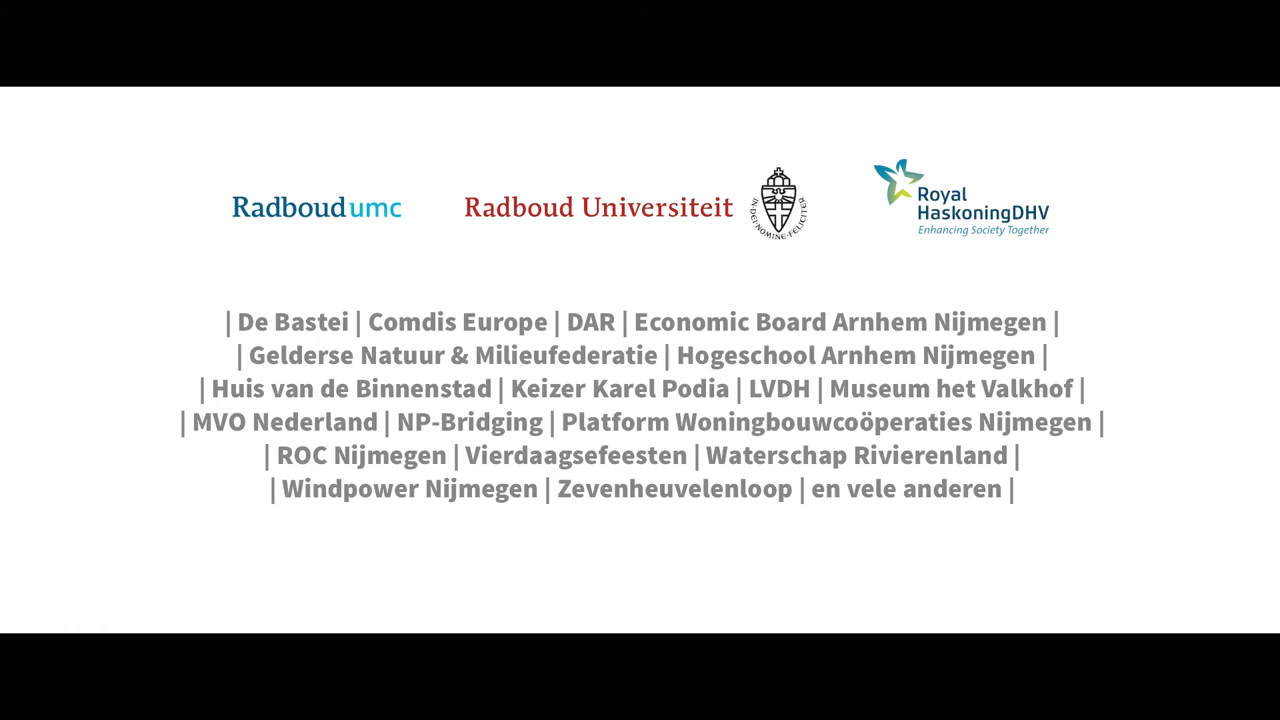 Radboudumc
Radboud Universiteit
IN·DEI·NOMINE·FELICITER
Royal
HaskoningDHV
Enhancing Society Together
| De Bastei | Comdis Europe | DAR | Economic Board Arnhem Nijmegen |
| Gelderse Natuur & Milieufederatie | Hogeschool Arnhem Nijmegen |
| Huis van de Binnenstad | Keizer Karel Podia | LVDH | Museum het Valkhof |
| MVO Nederland | NP-Bridging | Platform Woningbouwcoöperaties Nijmegen |
| ROC Nijmegen | Vierdaagsefeesten | Waterschap Rivierenland |
| Windpower Nijmegen | Zevenheuvelenloop | en vele anderen |